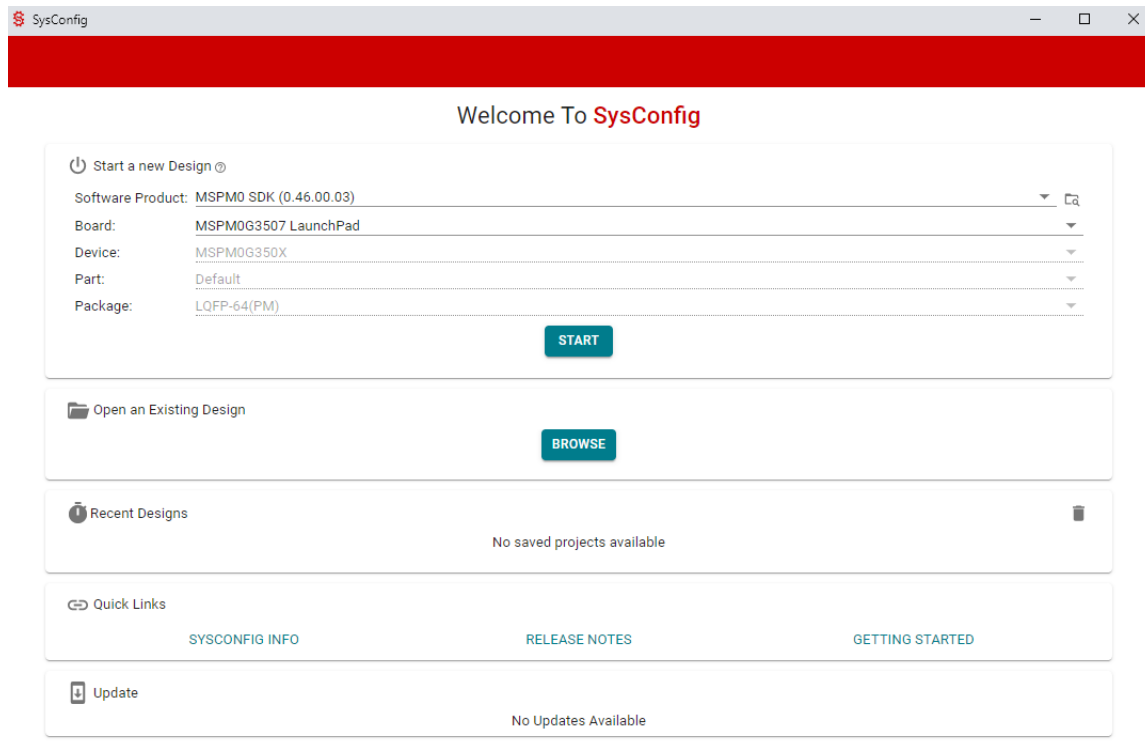 SysConfig
Welcome To SysConfig
Start a new Design
Software Product: MSPM0 SDK (0.46.00.03)
Board: MSPM0G3507 LaunchPad
Device: MSPM0G350X
Part: Default
Package: LQFP-64(PM)
START
Open an Existing Design
BROWSE
Recent Designs
No saved projects available
Quick Links
SYSCONFIG INFO RELEASE NOTES GETTING STARTED
Update
No Updates Available